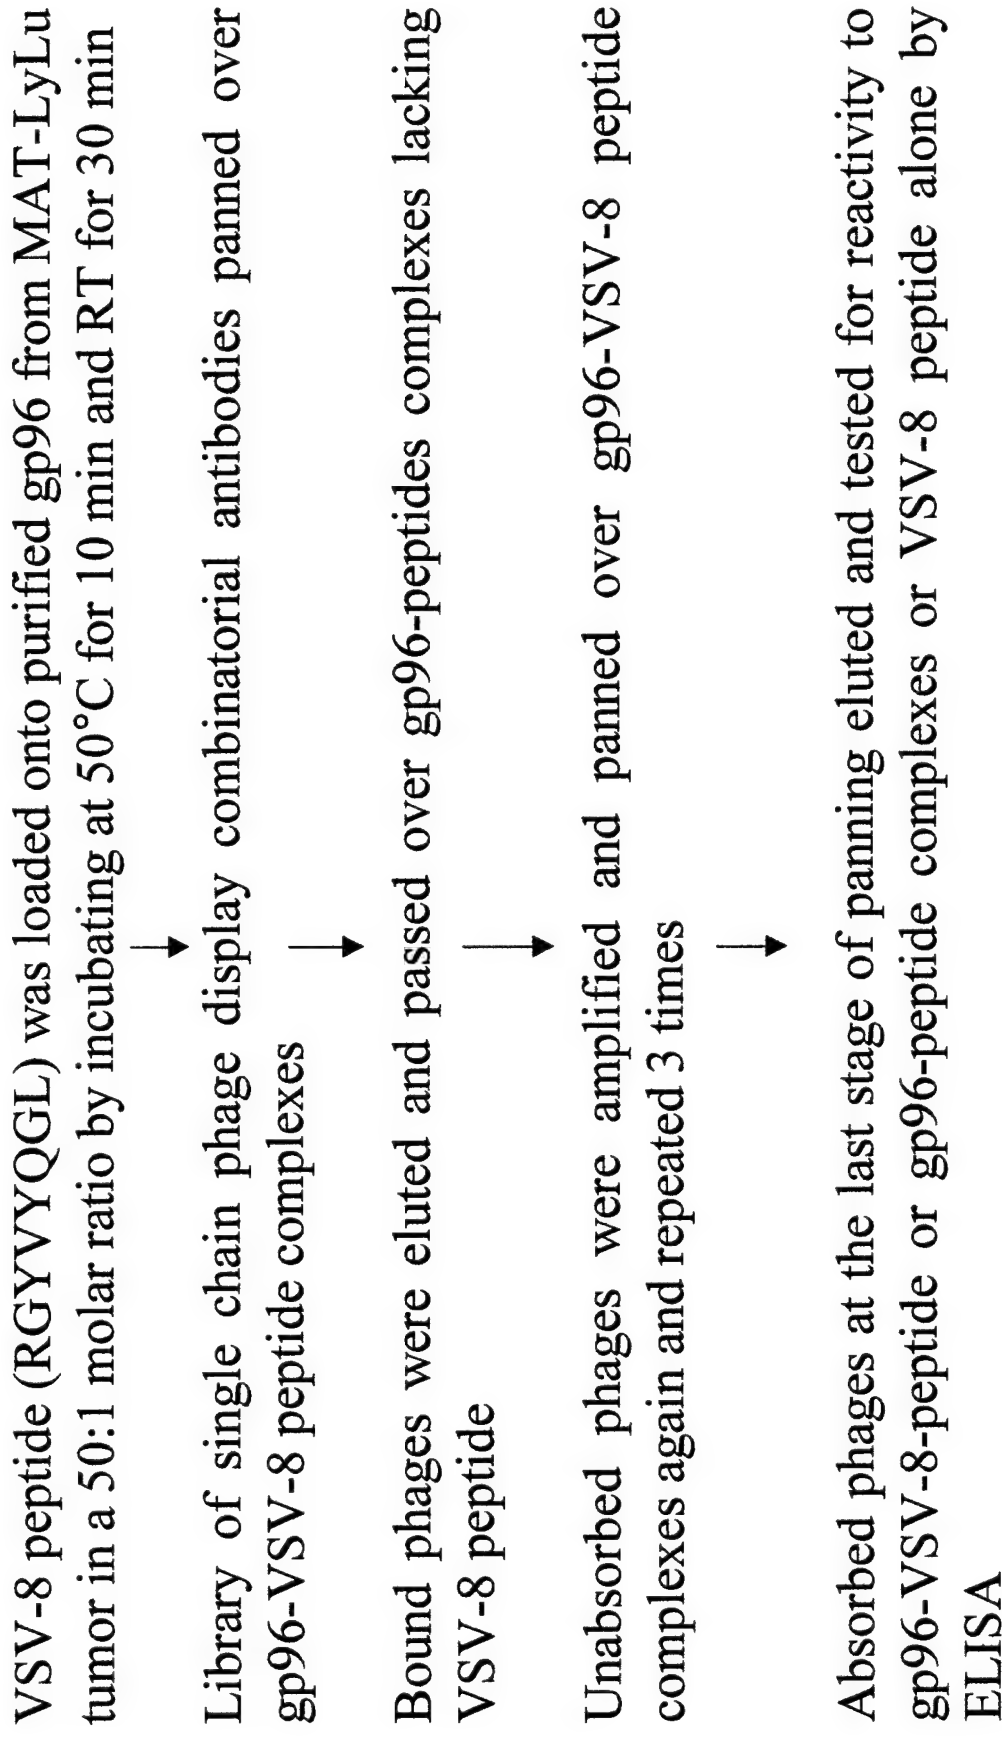 VSV-8 peptide (RGYVYQGL) was loaded onto purified gp96 from MAT-LyLu
tumor in a 50:1 molar ratio by incubating at 50°C for 10 min and RT for 30 min
Library of single chain phage display combinatorial antibodies panned over
gp96-VSV-8 peptide complexes
Bound phages were eluted and passed over gp96-peptides complexes lacking
VSV-8 peptide
Unabsorbed phages were amplified and panned over gp96-VSV-8 peptide
complexes again and repeated 3 times
Absorbed phages at the last stage of panning eluted and tested for reactivity to
gp96-VSV-8-peptide or gp96-peptide complexes or VSV-8 peptide alone by
ELISA